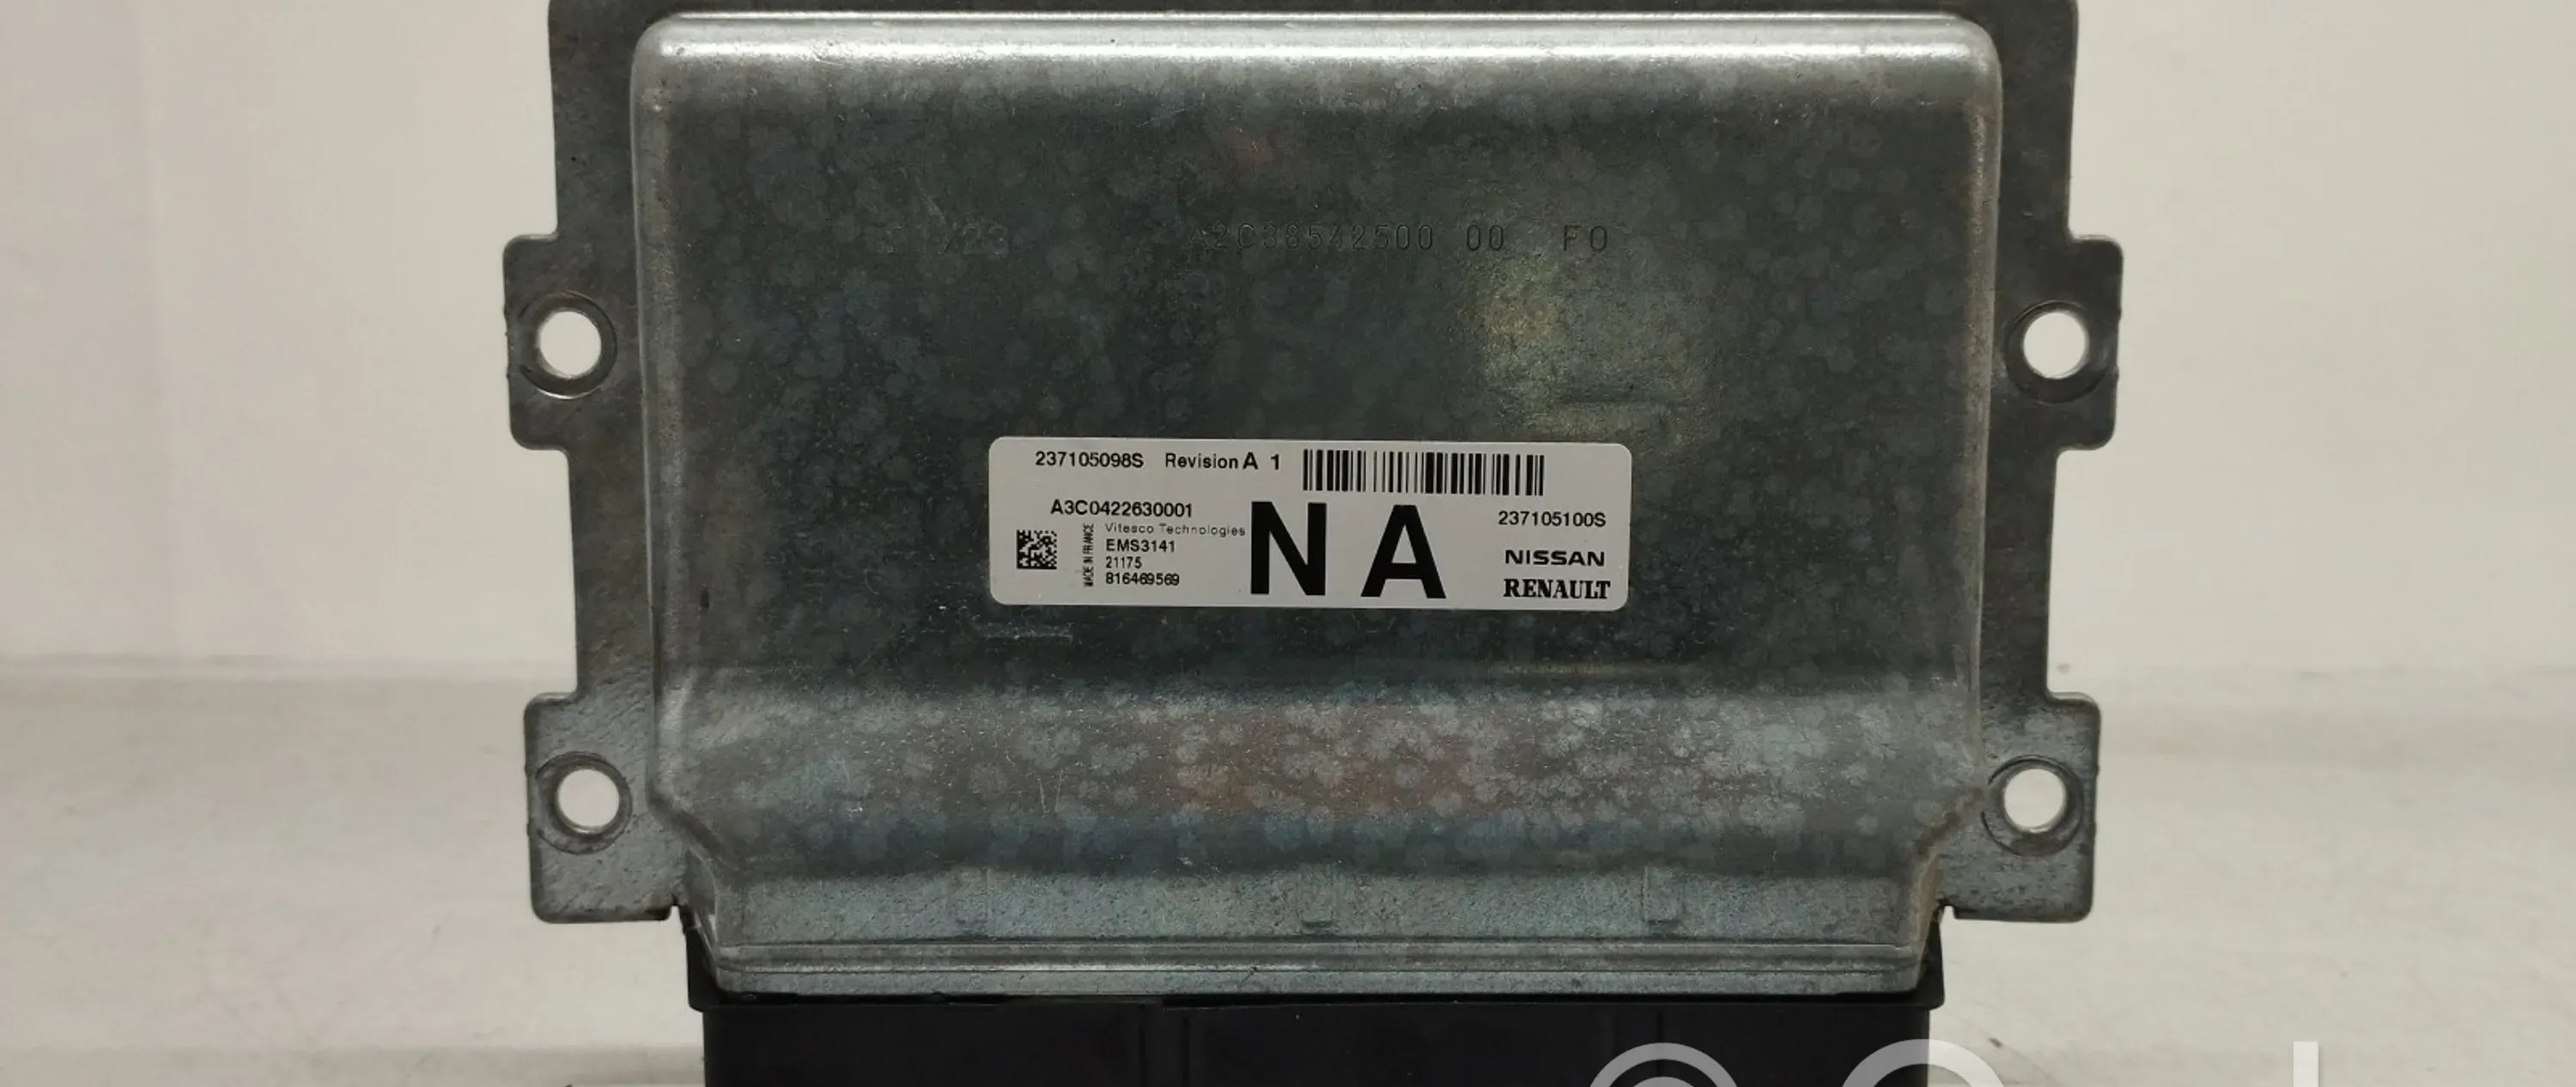 A2C38542500 00 F0
237105098S Revision A 1
A3C0422630001
237105100S
Vitesco Technologies
MADE IN FRANCE
EMS3141
21175
816469569
NA
NISSAN
RENAULT